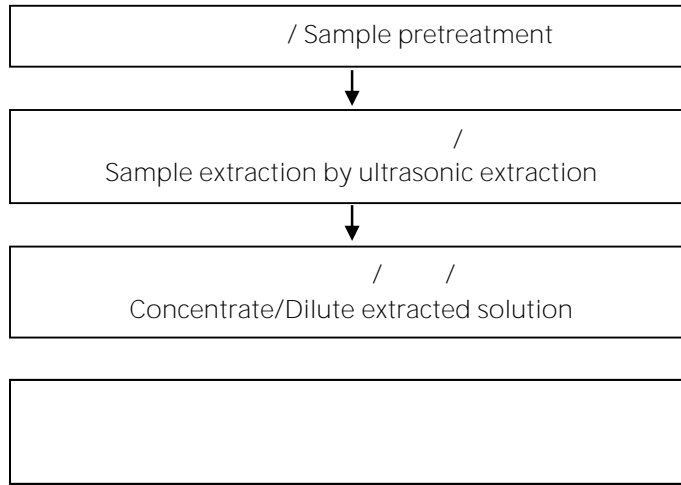 / Sample pretreatment
/
Sample extraction by ultrasonic extraction
/ /
Concentrate/Dilute extracted solution